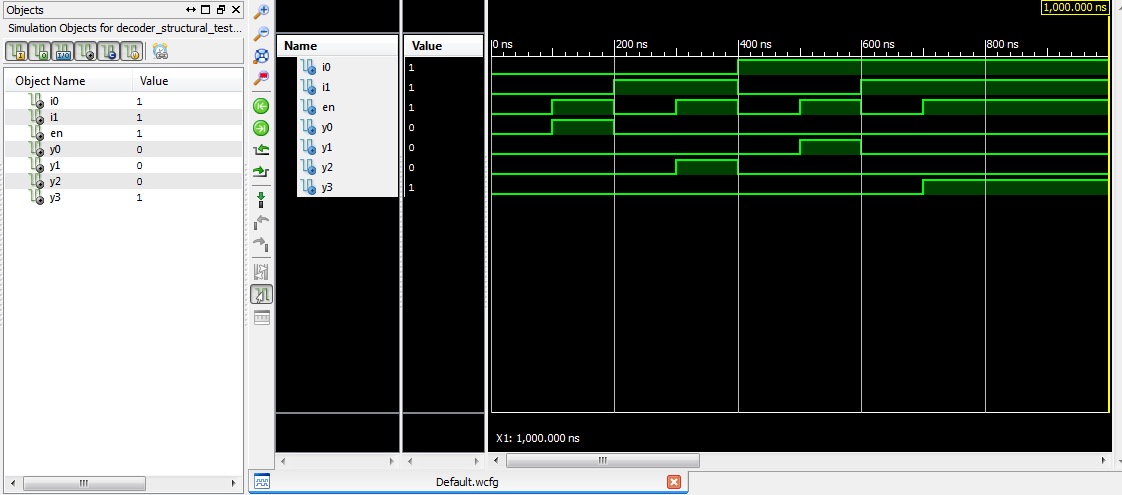 Objects
Simulation Objects for decoder_structural_test...
Object Name Value
i0 1
i1 1
en 1
y0 0
y1 0
y2 0
y3 1
1,000.000 ns
Name Value
0 ns 200 ns 400 ns 600 ns 800 ns
i0 1
i1 1
en 1
y0 0
y1 0
y2 0
y3 1
X1: 1,000.000 ns
Default.wcfg